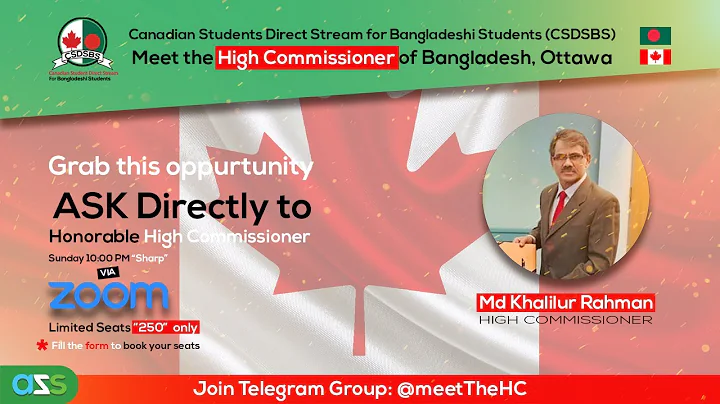 Canadian Students Direct Stream for Bangladeshi Students (CSDSBS)
Meet the High Commissioner of Bangladesh, Ottawa
CSDSBS
Canadian Student Direct Stream
For Bangladesh Students
Grab this oppurtunity
ASK Directly to
Honorable High Commissioner
Sunday 10:00 PM “Sharp”
VIA
zoom
Limited Seats “250” only
* Fill the form to book your seats
Md Khalilur Rahman
HIGH COMMISSIONER
Join Telegram Group: @meetTheHC